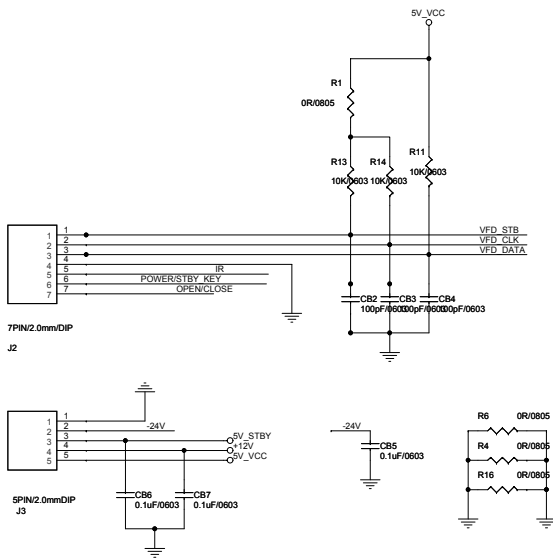 5V_VCC
R1
0R/0805
R13
10K/0603
R14
10K/0603
R11
10K/0603
1 1 VFD_STB
2 2 VFD_CLK
3 3 VFD_DATA
4 4
5 5 IR
6 6 POWER/STBY_KEY
7 7 OPEN/CLOSE
CB2
100pF/0603
CB3
100pF/0603
CB4
100pF/0603
7PIN/2.0mm/DIP
J2
1 1
2 2 -24V
3 3 5V_STBY
4 4 +12V
5 5 5V_VCC
CB6
0.1uF/0603
CB7
0.1uF/0603
5PIN/2.0mmDIP
J3
-24V
CB5
0.1uF/0603
R6 0R/0805
R4 0R/0805
R16 0R/0805